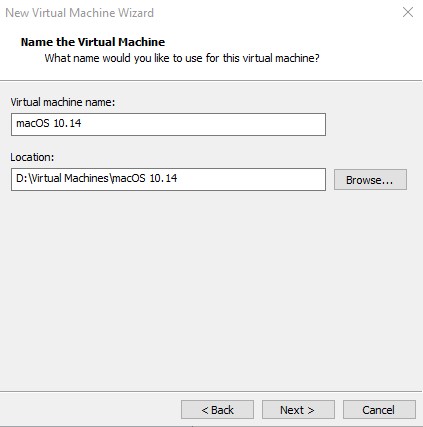 New Virtual Machine Wizard
Name the Virtual Machine
What name would you like to use for this virtual machine?
Virtual machine name:
macOS 10.14
Location:
D:\Virtual Machines\macOS 10.14
Browse...
< Back
Next >
Cancel